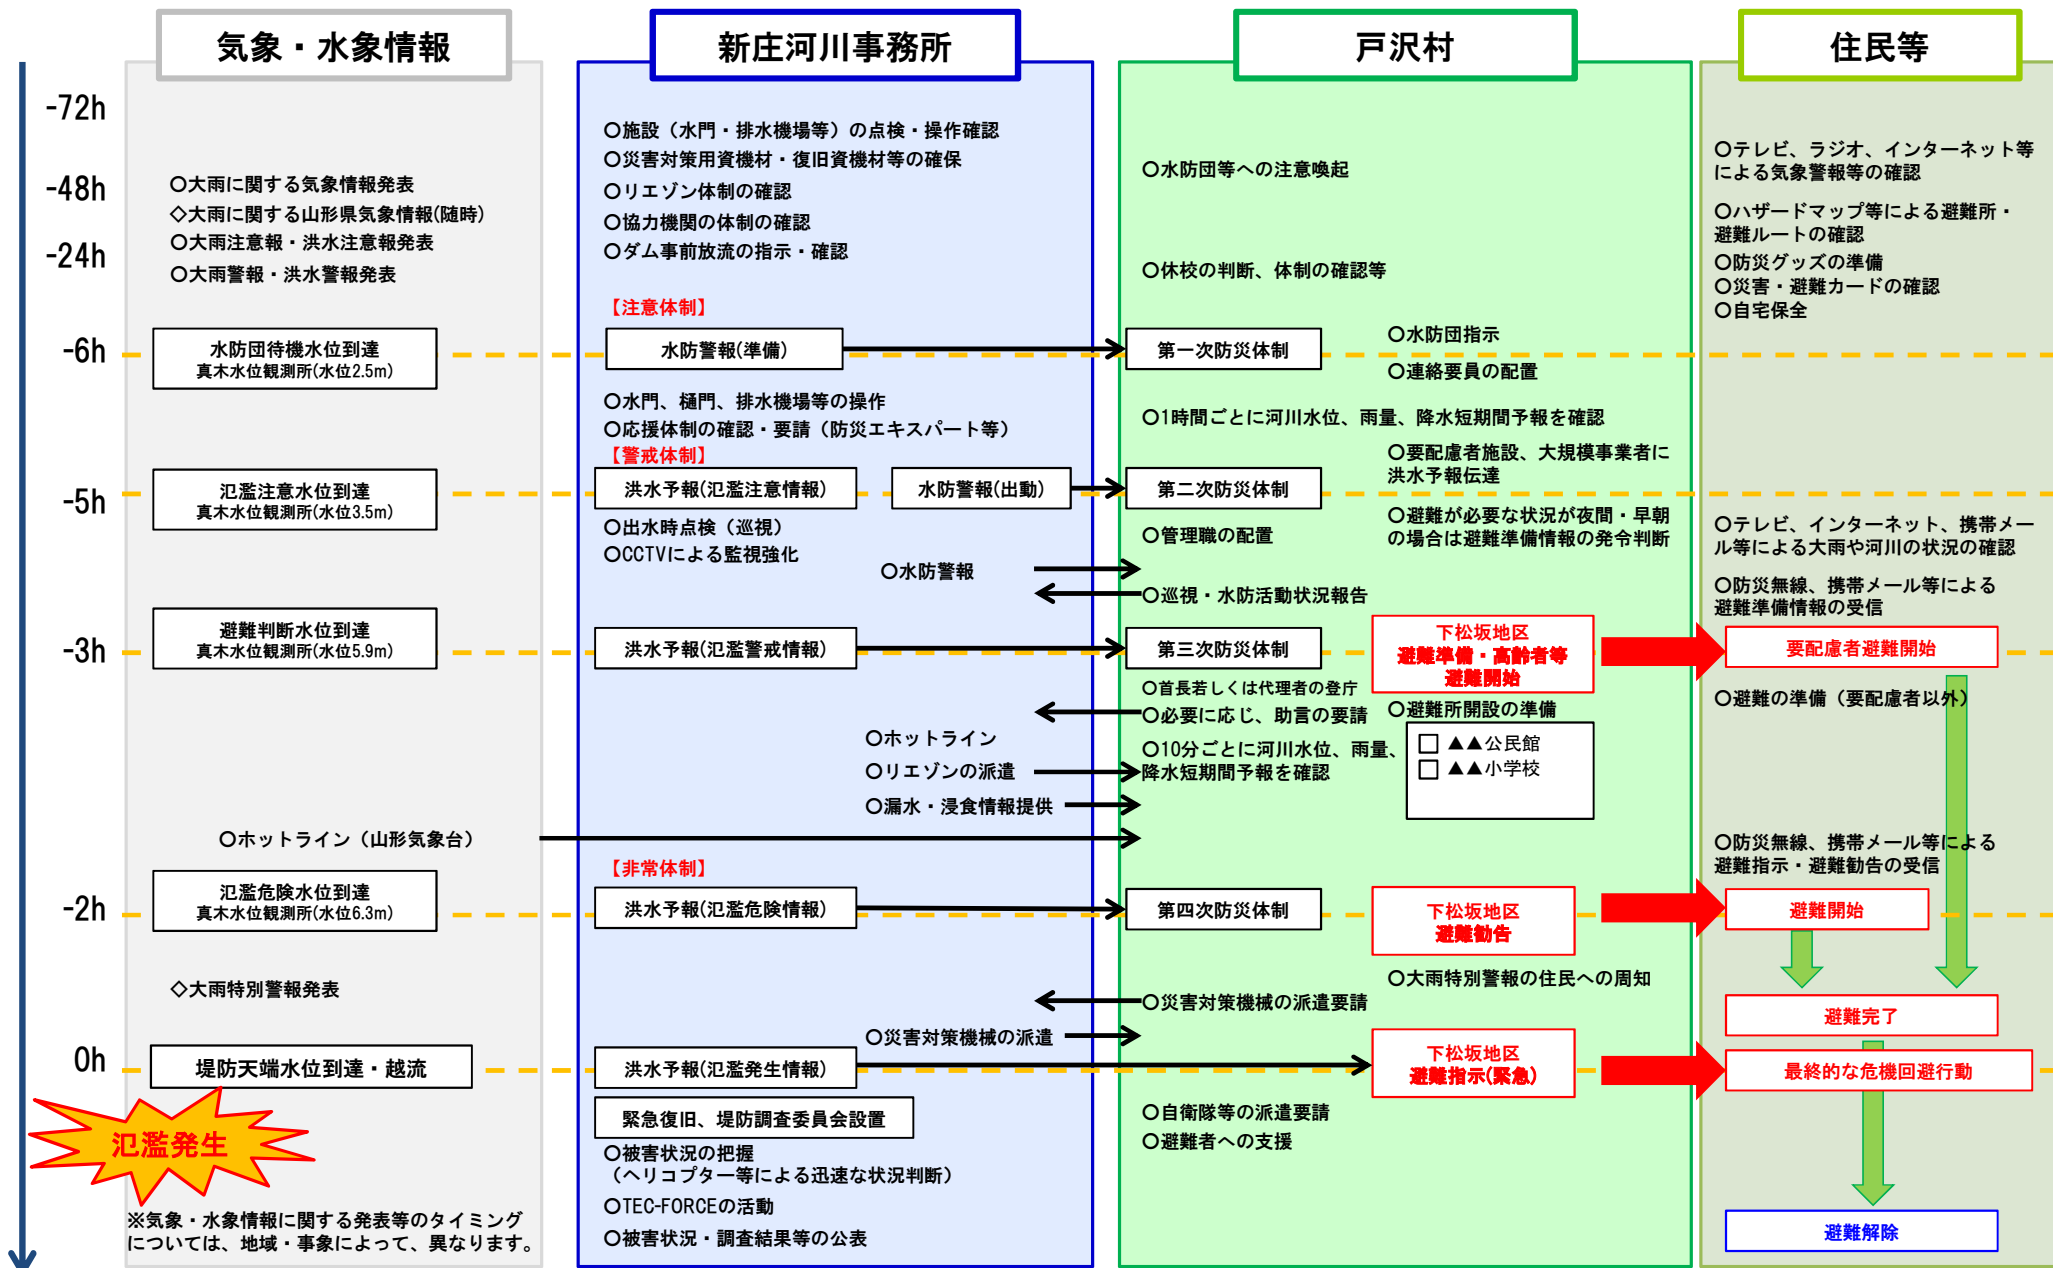 気象・水象情報
新庄河川事務所
戸沢村
住民等
-72h
-48h
-24h
-6h
-5h
-3h
-2h
0h
○大雨に関する気象情報発表
◇大雨に関する山形県気象情報(随時)
○大雨注意報・洪水注意報発表
○大雨警報・洪水警報発表
水防団待機水位到達
真木水位観測所(水位2.5m)
氾濫注意水位到達
真木水位観測所(水位3.5m)
避難判断水位到達
真木水位観測所(水位5.9m)
○ホットライン（山形気象台）
氾濫危険水位到達
真木水位観測所(水位6.3m)
◇大雨特別警報発表
堤防天端水位到達・越流
氾濫発生
※気象・水象情報に関する発表等のタイミング
については、地域・事象によって、異なります。
○施設（水門・排水機場等）の点検・操作確認
○災害対策用資機材・復旧資機材等の確保
○リエゾン体制の確認
○協力機関の体制の確認
○ダム事前放流の指示・確認
【注意体制】
水防警報(準備)
○水門、樋門、排水機場等の操作
○応援体制の確認・要請（防災エキスパート等）
【警戒体制】
洪水予報(氾濫注意情報)
水防警報(出動)
○出水時点検（巡視）
○CCTVによる監視強化
○水防警報
洪水予報(氾濫警戒情報)
○ホットライン
○リエゾンの派遣
○漏水・浸食情報提供
【非常体制】
洪水予報(氾濫危険情報)
○災害対策機械の派遣
洪水予報(氾濫発生情報)
緊急復旧、堤防調査委員会設置
○被害状況の把握
（ヘリコプター等による迅速な状況判断）
○TEC-FORCEの活動
○被害状況・調査結果等の公表
○水防団等への注意喚起
○休校の判断、体制の確認等
第一次防災体制
○水防団指示
○連絡要員の配置
○1時間ごとに河川水位、雨量、降水短期間予報を確認
第二次防災体制
○要配慮者施設、大規模事業者に
洪水予報伝達
○管理職の配置
○避難が必要な状況が夜間・早朝
の場合は避難準備情報の発令判断
○巡視・水防活動状況報告
第三次防災体制
下松坂地区
避難準備・高齢者等
避難開始
○首長若しくは代理者の登庁
○必要に応じ、助言の要請
○避難所開設の準備
○10分ごとに河川水位、雨量、
降水短期間予報を確認
□ ▲▲公民館
□ ▲▲小学校
第四次防災体制
下松坂地区
避難勧告
○大雨特別警報の住民への周知
○災害対策機械の派遣要請
下松坂地区
避難指示(緊急)
○自衛隊等の派遣要請
○避難者への支援
○テレビ、ラジオ、インターネット等
による気象警報等の確認
○ハザードマップ等による避難所・
避難ルートの確認
○防災グッズの準備
○災害・避難カードの確認
○自宅保全
○テレビ、インターネット、携帯メー
ル等による大雨や河川の状況の確認
○防災無線、携帯メール等による
避難準備情報の受信
要配慮者避難開始
○避難の準備（要配慮者以外）
○防災無線、携帯メール等による
避難指示・避難勧告の受信
避難開始
避難完了
最終的な危機回避行動
避難解除